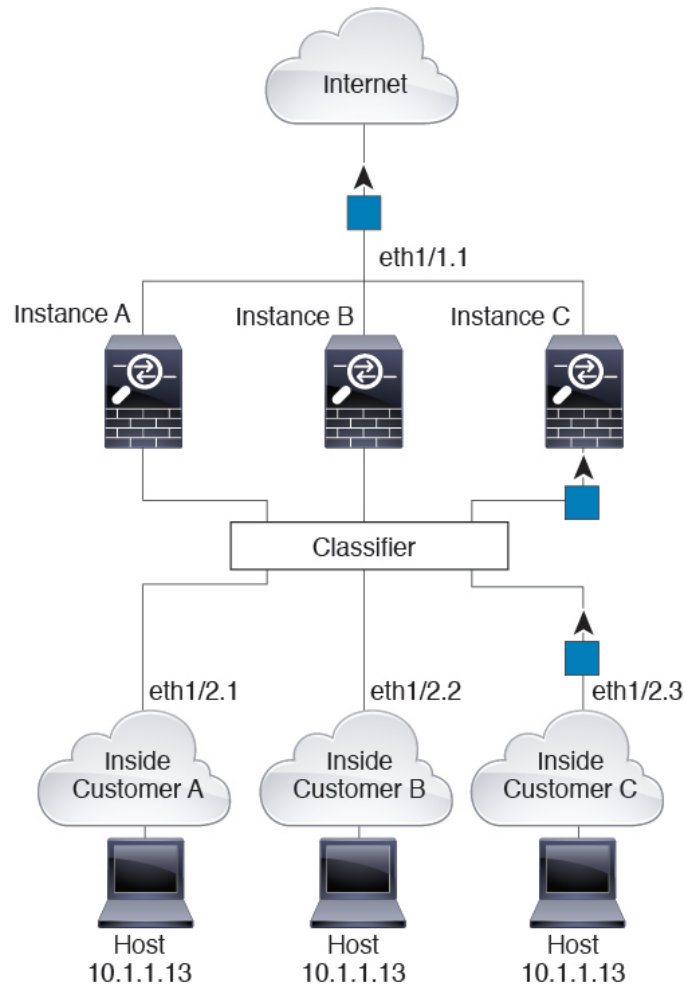 Internet
eth1/1.1
Instance A
Instance B
Instance C
Classifier
eth1/2.1
eth1/2.2
eth1/2.3
Inside
Customer A
Inside
Customer B
Inside
Customer C
Host
10.1.1.13
Host
10.1.1.13
Host
10.1.1.13